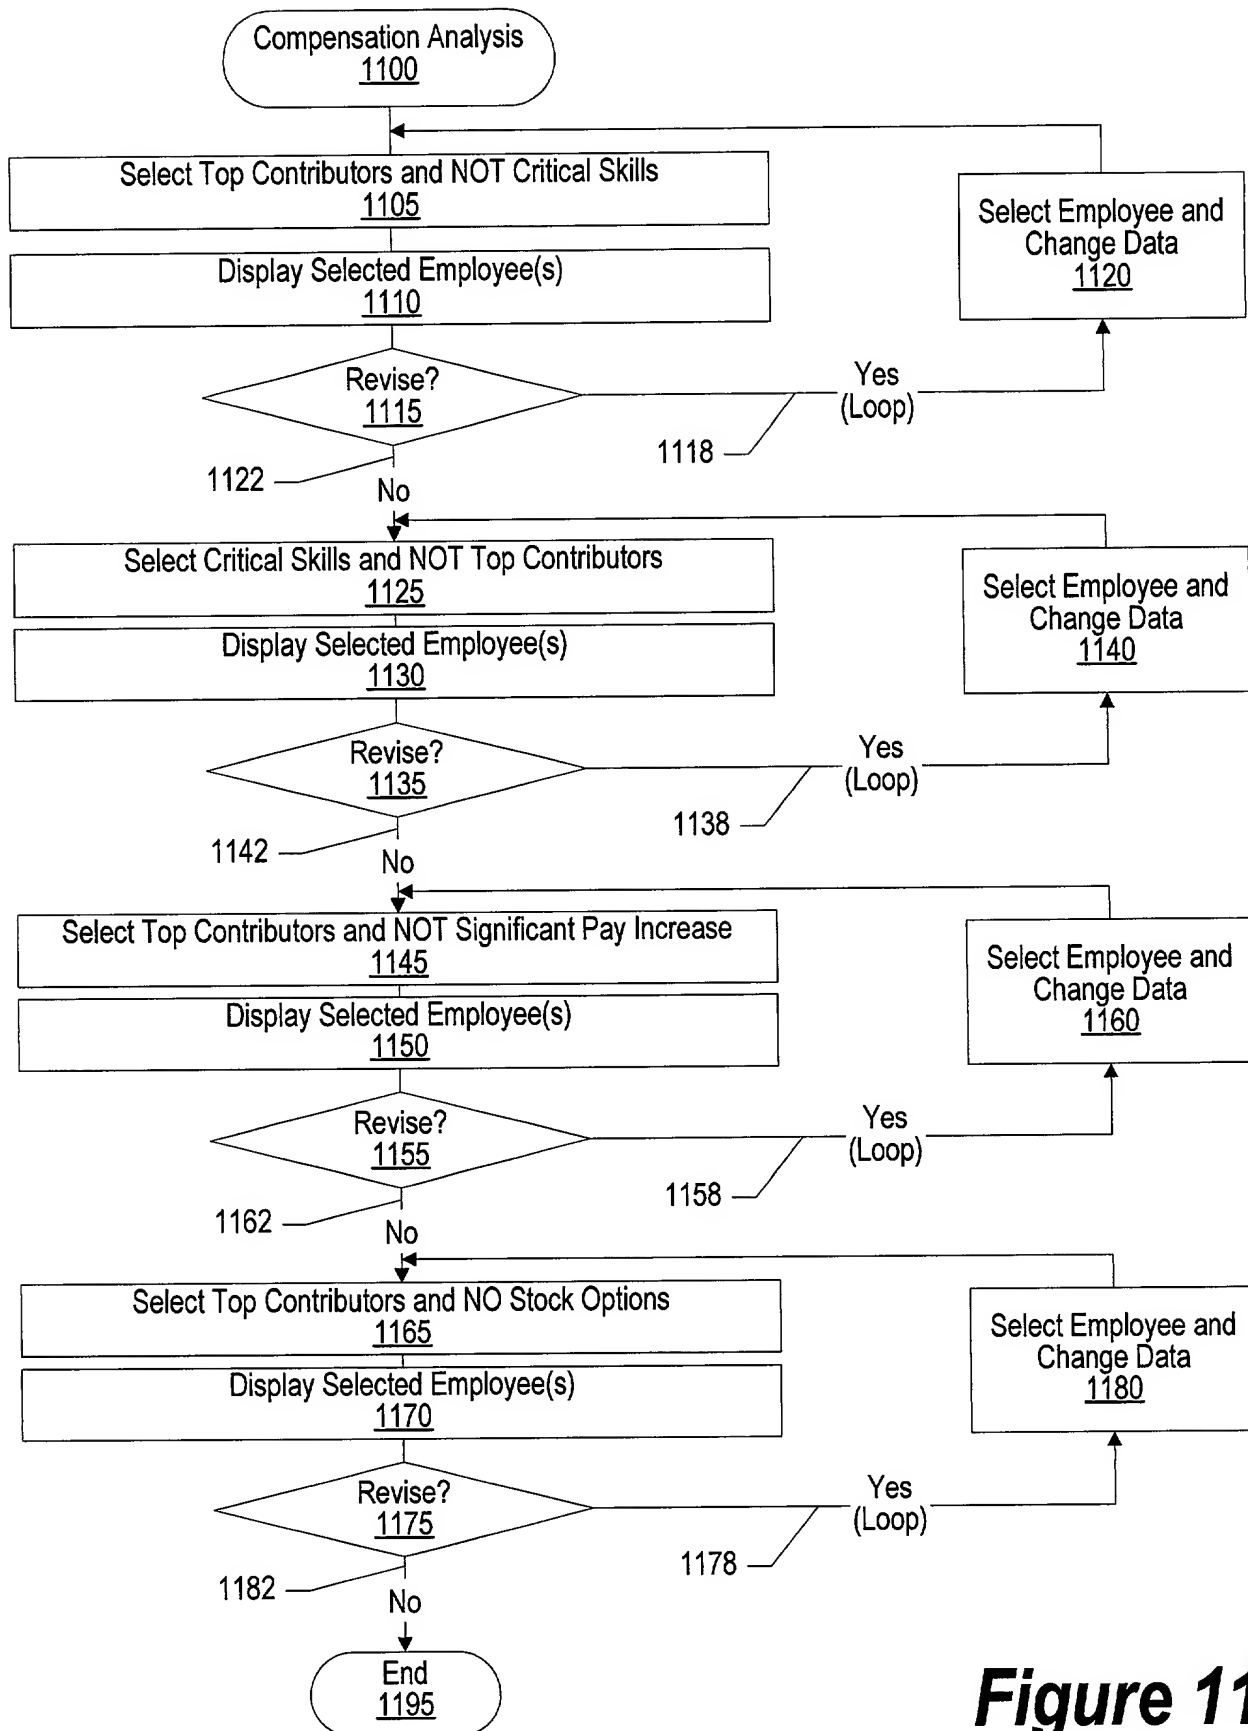 Compensation Analysis
1100
Select Top Contributors and NOT Critical Skills
1105
Select Employee and
Change Data
1120
Display Selected Employee(s)
1110
Revise?
1115
Yes
(Loop)
1118
1122
No
Select Critical Skills and NOT Top Contributors
1125
Select Employee and
Change Data
1140
Display Selected Employee(s)
1130
Revise?
1135
Yes
(Loop)
1138
1142
No
Select Top Contributors and NOT Significant Pay Increase
1145
Select Employee and
Change Data
1160
Display Selected Employee(s)
1150
Revise?
1155
Yes
(Loop)
1158
1162
No
Select Top Contributors and NO Stock Options
1165
Select Employee and
Change Data
1180
Display Selected Employee(s)
1170
Revise?
1175
Yes
(Loop)
1178
1182
No
End
1195
Figure 11